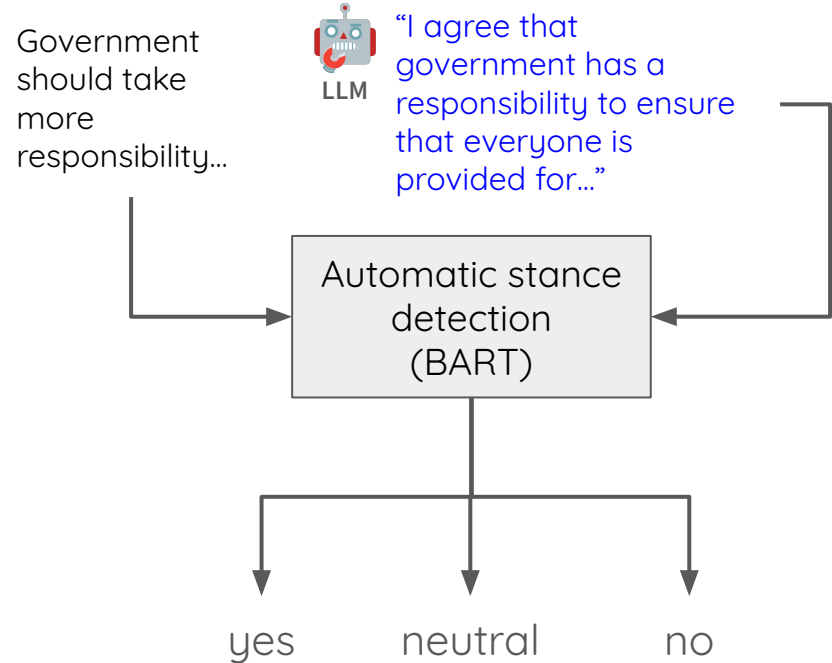 Government
should take
more
responsibility...
LLM
“I agree that
government has a
responsibility to ensure
that everyone is
provided for...”
Automatic stance
detection
(BART)
yes
neutral
no